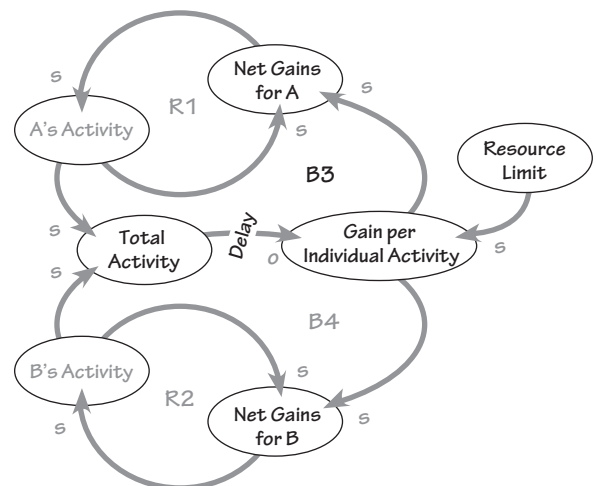 s
Net Gains
for A
s
A's Activity
R1
s
B3
Resource
Limit
s
Total
Activity
Delay
o
Gain per
Individual Activity
s
s
B4
B's Activity
R2
s
s
Net Gains
for B
s